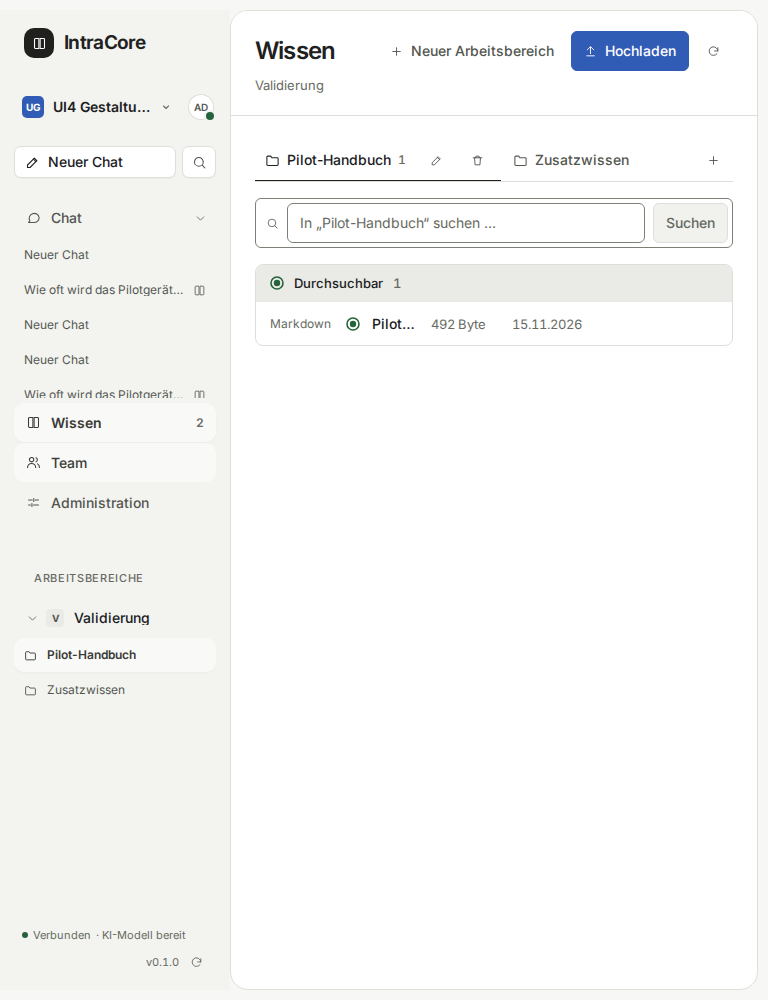 IntraCore
UG UI4 Gestaltu... AD
Neuer Chat
Chat
Neuer Chat
Wie oft wird das Pilotgerät...
Neuer Chat
Neuer Chat
Wie oft wird das Pilotgerät...
Wissen 2
Team
Administration
ARBEITSBEREICHE
V Validierung
Pilot-Handbuch
Zusatzwissen
Verbunden · KI-Modell bereit
v0.1.0
Wissen
Neuer Arbeitsbereich
Hochladen
Validierung
Pilot-Handbuch 1
Zusatzwissen
In „Pilot-Handbuch“ suchen ...
Suchen
Durchsuchbar 1
Markdown Pilot... 492 Byte 15.11.2026